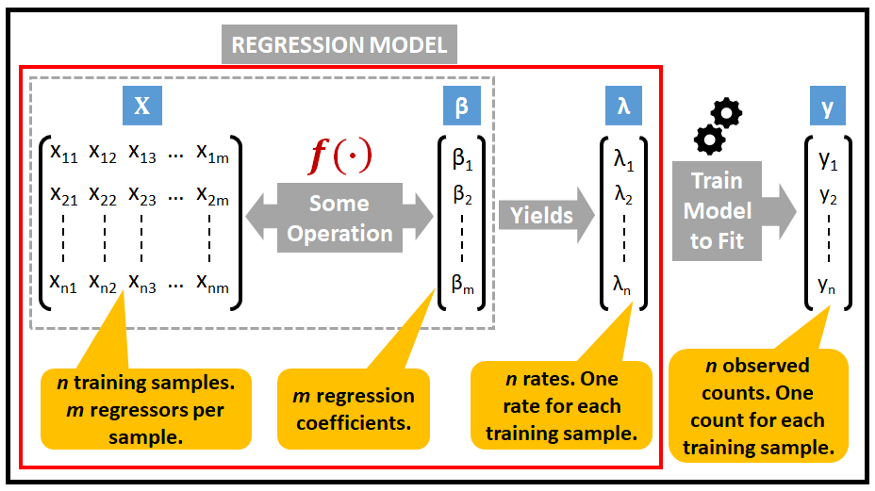 REGRESSION MODEL
X
β
λ
y
x11 x12 x13 ... x1m
x21 x22 x23 ... x2m
xn1 xn2 xn3 ... xnm
f(·)
Some
Operation
β1
β2
βm
Yields
λ1
λ2
λn
Train
Model
to Fit
y1
y2
yn
n training samples.
m regressors per
sample.
m regression
coefficients.
n rates. One
rate for each
training sample.
n observed
counts. One
count for each
training sample.